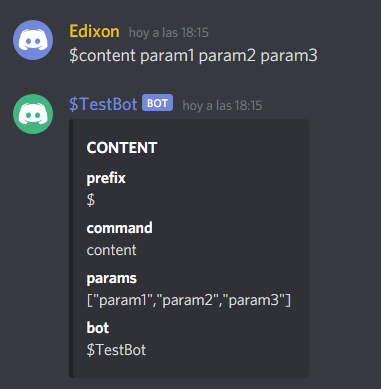 Edixon hoy a las 18:15
$content param1 param2 param3
$TestBot BOT hoy a las 18:15
CONTENT
prefix
$
command
content
params
["param1","param2","param3"]
bot
$TestBot